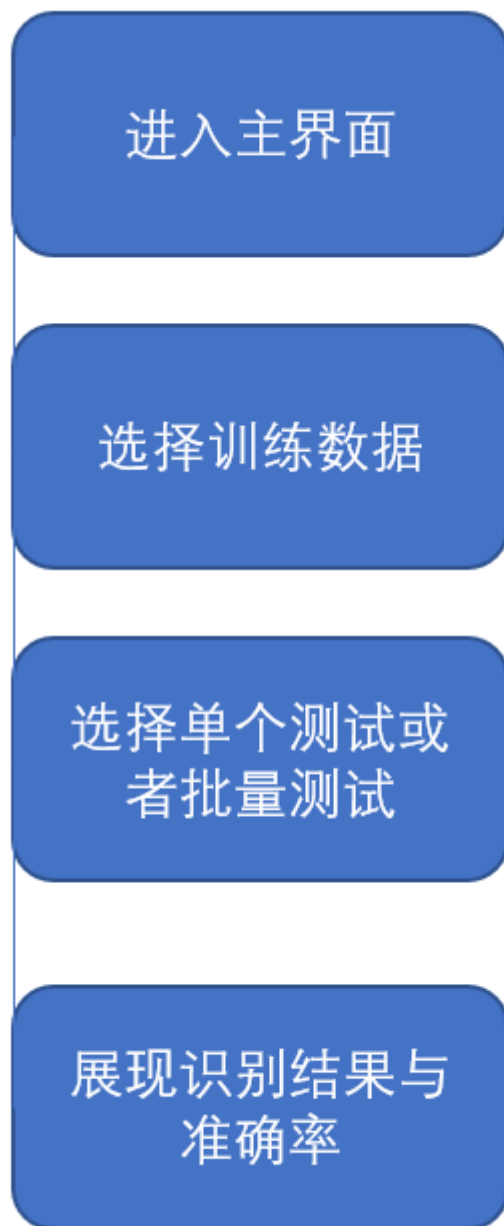 进入主界面
选择训练数据
选择单个测试或
者批量测试
展现识别结果与
准确率